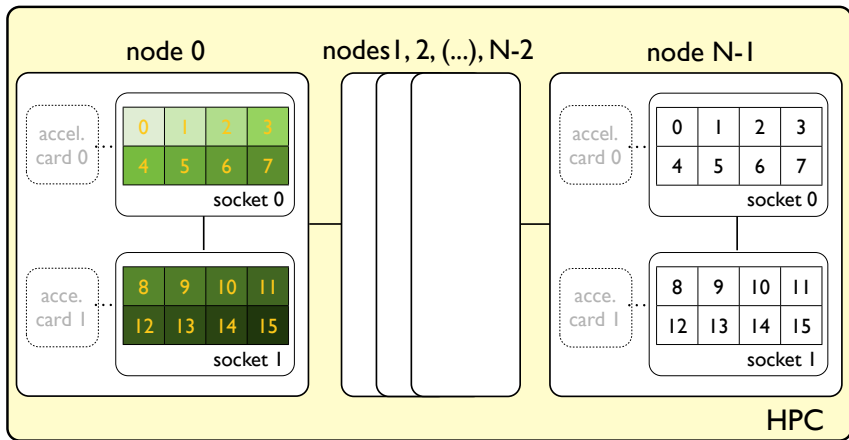 node 0
nodes1, 2, (...), N-2
node N-1
accel.
card 0
...
0 1 2 3
4 5 6 7
socket 0
acce.
card 1
...
8 9 10 11
12 13 14 15
socket 1
accel.
card 0
...
0 1 2 3
4 5 6 7
socket 0
acce.
card 1
...
8 9 10 11
12 13 14 15
socket 1
HPC